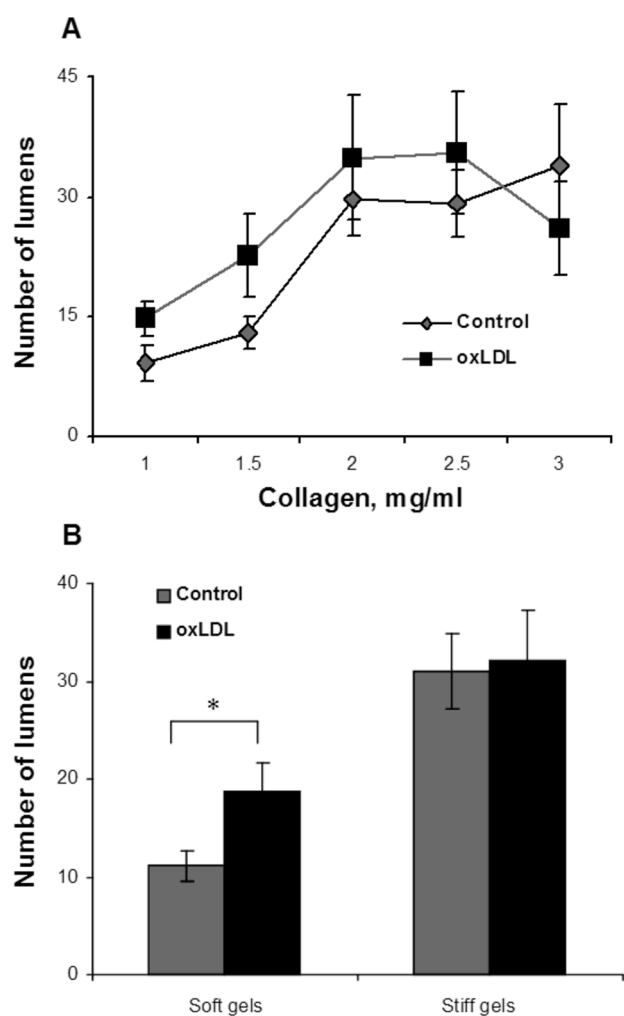 A
Number of lumens
45
30
15
0
Control
oxLDL
1 1.5 2 2.5 3
Collagen, mg/ml
B
Number of lumens
40
30
20
10
0
Control
oxLDL
*
Soft gels Stiff gels